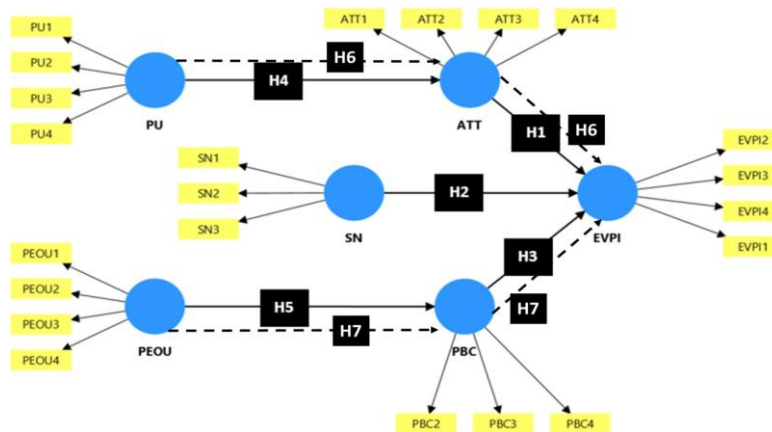 PU1
PU2
PU3
PU4
PU
H6
H4
ATT1
ATT2
ATT3
ATT4
ATT
H1
H6
SN1
SN2
SN3
SN
H2
EVPI2
EVPI3
EVPI4
EVPI1
EVPI
PEOU1
PEOU2
PEOU3
PEOU4
PEOU
H5
H7
H3
H7
PBC
PBC2
PBC3
PBC4